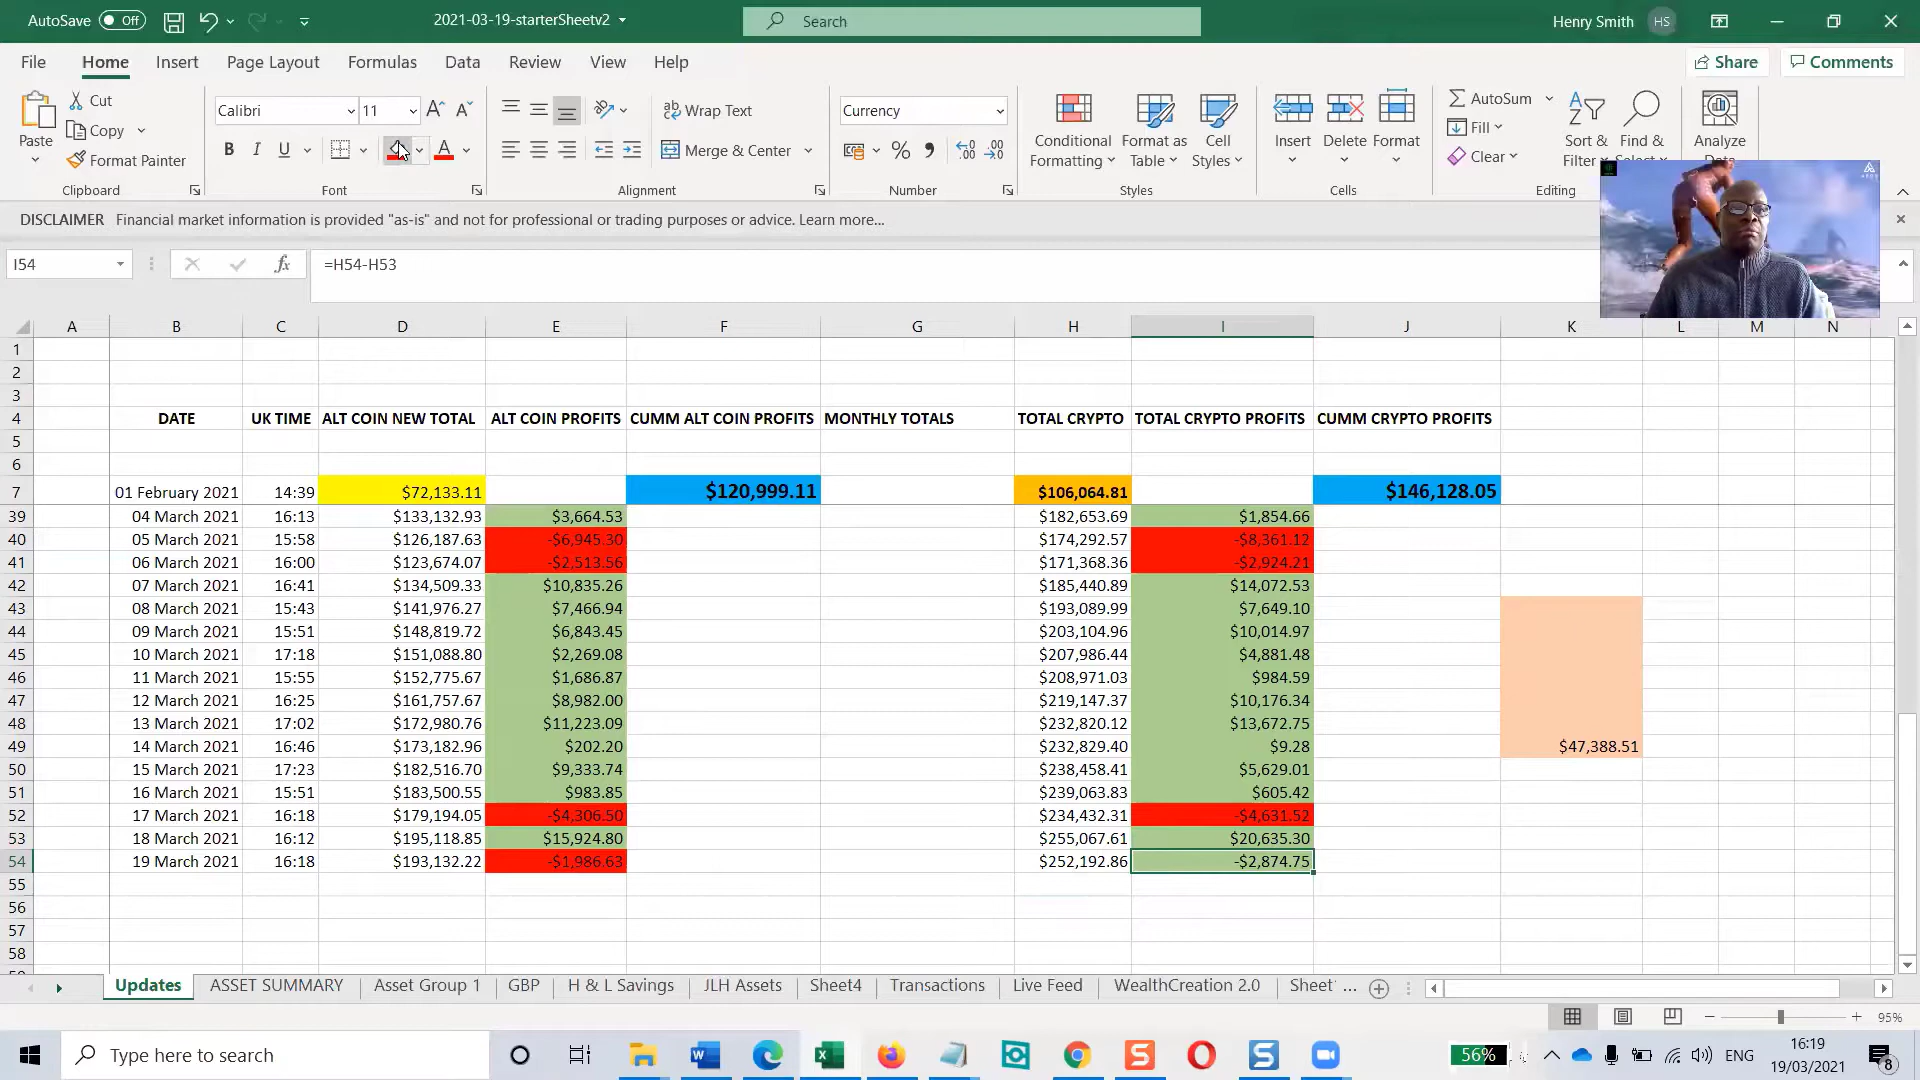 AutoSave Off 2021-03-19-starterSheetv2 Search Henry Smith HS
File Home Insert Page Layout Formulas Data Review View Help Share Comments
Paste Cut Copy Format Painter Clipboard
Calibri 11 B I U A Font
Wrap Text Merge & Center Alignment
Currency % Number
Conditional Formatting Format as Table Cell Styles Styles
Insert Delete Format Cells
AutoSum Fill Clear Sort & Filter Find & Select Editing
Analyze Data
DISCLAIMER Financial market information is provided "as-is" and not for professional or trading purposes or advice. Learn more...
I54 fx =H54-H53
A B C D E F G H I J K L M N
1
2
3
4 DATE UK TIME ALT COIN NEW TOTAL ALT COIN PROFITS CUMM ALT COIN PROFITS MONTHLY TOTALS TOTAL CRYPTO TOTAL CRYPTO PROFITS CUMM CRYPTO PROFITS
5
6
7 01 February 2021 14:39 $72,133.11 $120,999.11 $106,064.81 $146,128.05
39 04 March 2021 16:13 $133,132.93 $3,664.53 $182,653.69 $1,854.66
40 05 March 2021 15:58 $126,187.63 -$6,945.30 $174,292.57 -$8,361.12
41 06 March 2021 16:00 $123,674.07 -$2,513.56 $171,368.36 -$2,924.21
42 07 March 2021 16:41 $134,509.33 $10,835.26 $185,440.89 $14,072.53
43 08 March 2021 15:43 $141,976.27 $7,466.94 $193,089.99 $7,649.10
44 09 March 2021 15:51 $148,819.72 $6,843.45 $203,104.96 $10,014.97
45 10 March 2021 17:18 $151,088.80 $2,269.08 $207,986.44 $4,881.48
46 11 March 2021 15:55 $152,775.67 $1,686.87 $208,971.03 $984.59
47 12 March 2021 16:25 $161,757.67 $8,982.00 $219,147.37 $10,176.34
48 13 March 2021 17:02 $172,980.76 $11,223.09 $232,820.12 $13,672.75
49 14 March 2021 16:46 $173,182.96 $202.20 $232,829.40 $9.28 $47,388.51
50 15 March 2021 17:23 $182,516.70 $9,333.74 $238,458.41 $5,629.01
51 16 March 2021 15:51 $183,500.55 $983.85 $239,063.83 $605.42
52 17 March 2021 16:18 $179,194.05 -$4,306.50 $234,432.31 -$4,631.52
53 18 March 2021 16:12 $195,118.85 $15,924.80 $255,067.61 $20,635.30
54 19 March 2021 16:18 $193,132.22 -$1,986.63 $252,192.86 -$2,874.75
55
56
57
58
Updates ASSET SUMMARY Asset Group 1 GBP H & L Savings JLH Assets Sheet4 Transactions Live Feed WealthCreation 2.0 Sheet ...
95%
Type here to search 56% ENG 16:19
19/03/2021 8